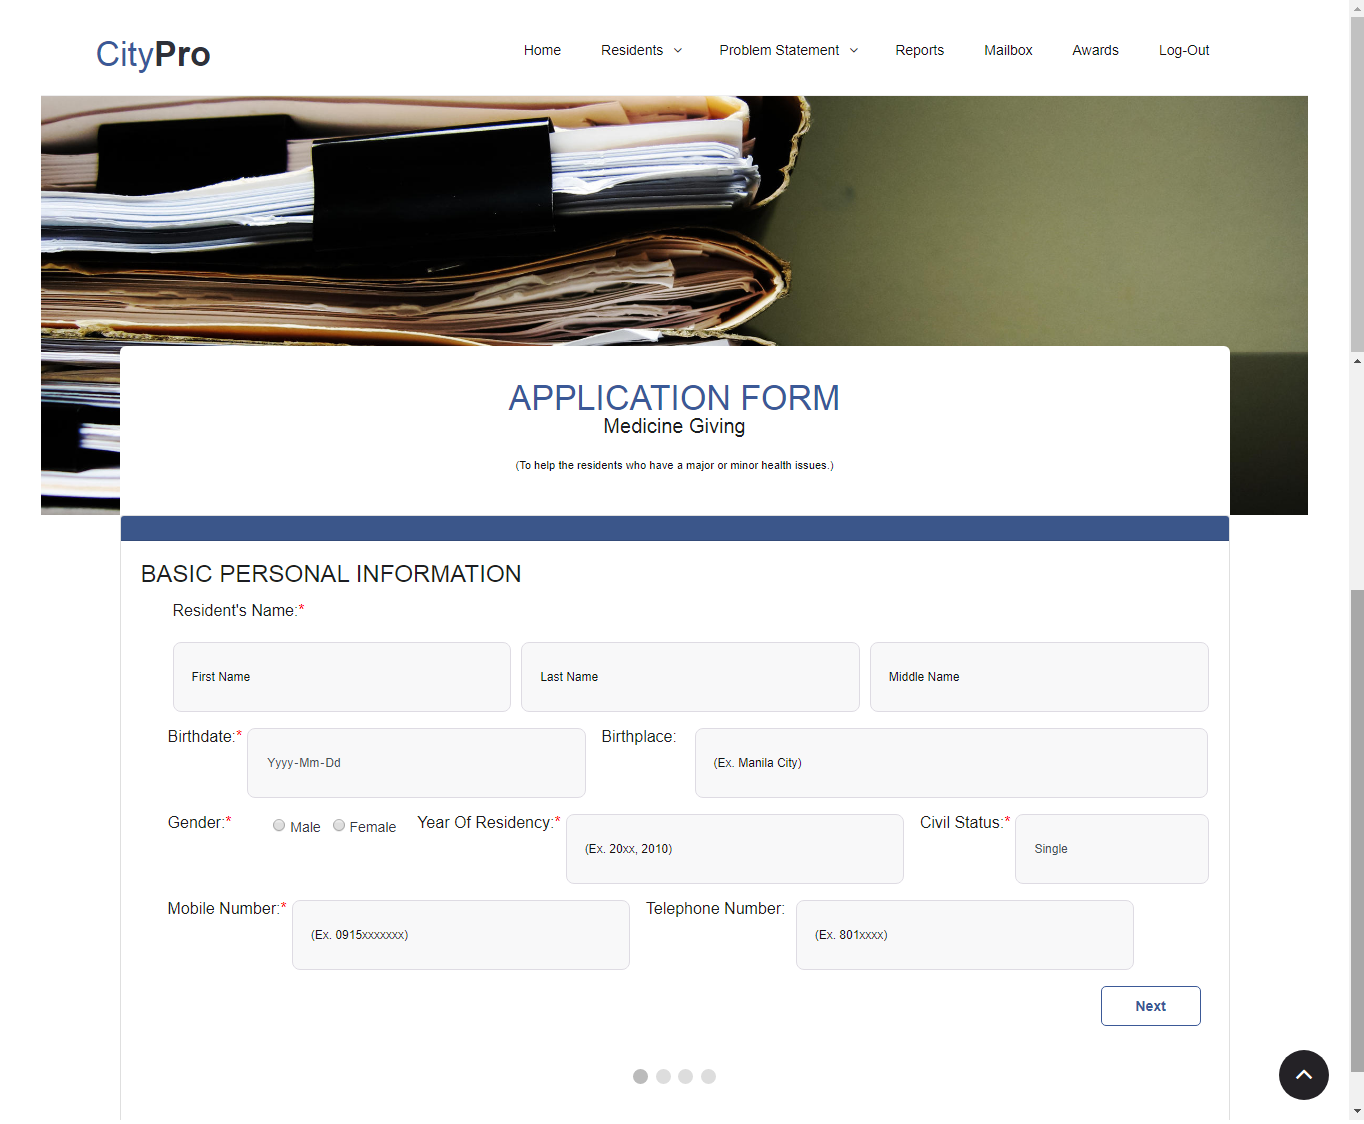 CityPro
Home Residents Problem Statement Reports Mailbox Awards Log-Out
APPLICATION FORM
Medicine Giving
(To help the residents who have a major or minor health issues.)
BASIC PERSONAL INFORMATION
Resident's Name:*
First Name Last Name Middle Name
Birthdate:* Yyyy-Mm-Dd Birthplace: (Ex. Manila City)
Gender:* Male Female Year Of Residency:* (Ex. 20xx, 2010) Civil Status:* Single
Mobile Number:* (Ex. 0915xxxxxxx) Telephone Number: (Ex. 801xxxx)
Next